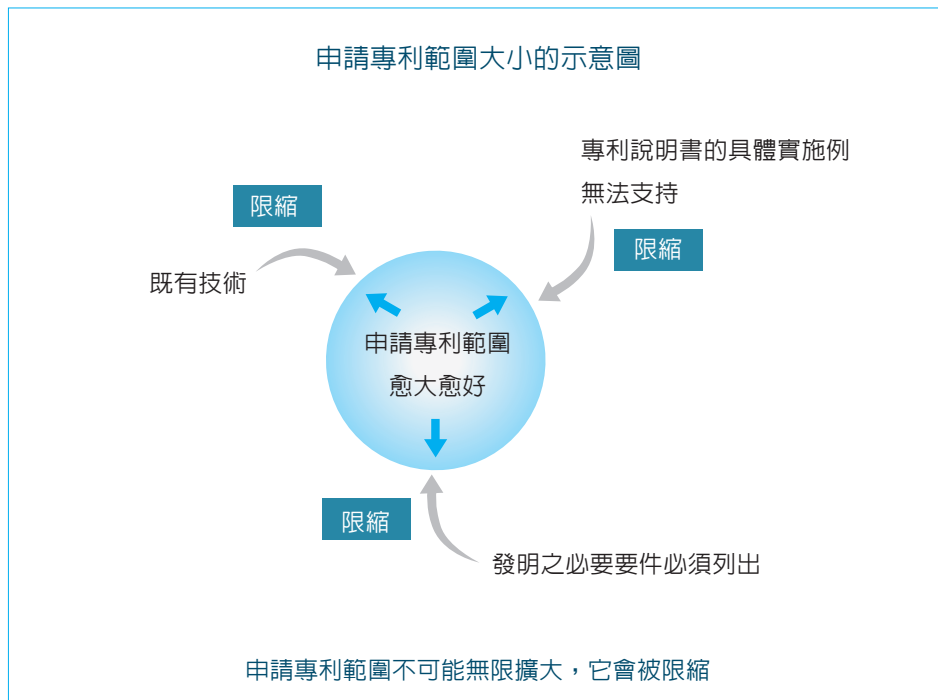 申請專利範圍大小的示意圖
專利說明書的具體實施例
無法支持
限縮
限縮
既有技術
申請專利範圍
愈大愈好
限縮
發明之必要要件必須列出
申請專利範圍不可能無限擴大，它會被限縮